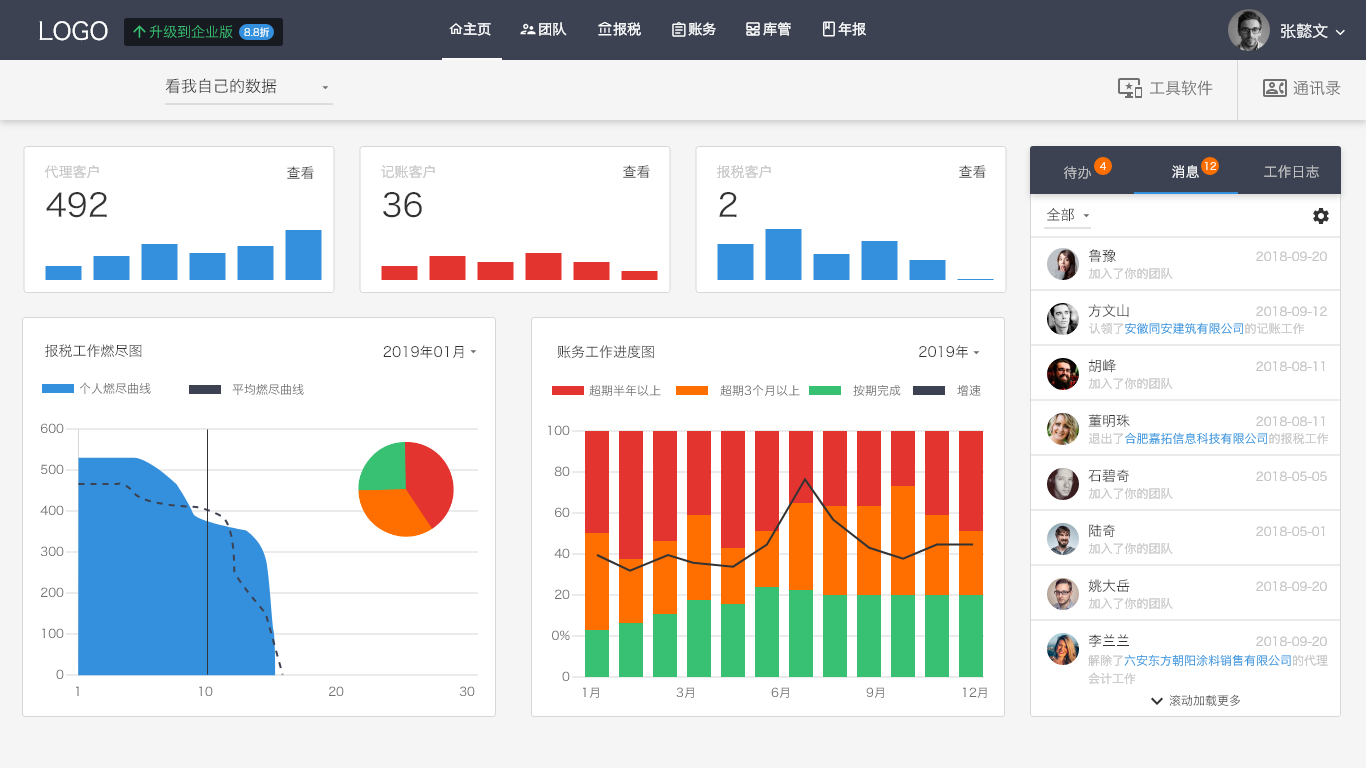 LOGO
升级到企业版 8.8折
主页
团队
报税
账务
库管
年报
张懿文
看我自己的数据
工具软件
通讯录
代理客户 查看
492
记账客户 查看
36
报税客户 查看
2
报税工作燃尽图 2019年01月
个人燃尽曲线 平均燃尽曲线
600
500
400
300
200
100
0
1 10 20 30
账务工作进度图 2019年
超期半年以上 超期3个月以上 按期完成 增速
100
80
60
40
20
0%
0
1月 3月 6月 9月 12月
待办 4 消息 12 工作日志
全部
鲁豫 2018-09-20
加入了你的团队
方文山 2018-09-12
认领了安徽同安建筑有限公司的记账工作
胡峰 2018-08-11
加入了你的团队
董明珠 2018-08-11
退出了合肥嘉拓信息科技有限公司的报税工作
石碧奇 2018-05-05
加入了你的团队
陆奇 2018-05-01
加入了你的团队
姚大岳 2018-09-20
加入了你的团队
李兰兰 2018-09-20
解除了六安东方朝阳涂料销售有限公司的代理
会计工作
滚动加载更多